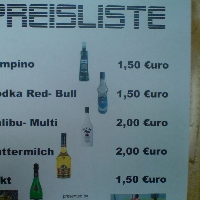 PREISLISTE
mpino 1,50 €uro
odka Red- Bull 1,50 €uro
alibu- Multi 2,00 €uro
uttermilch 2,00 €uro
kt 1,50 €uro